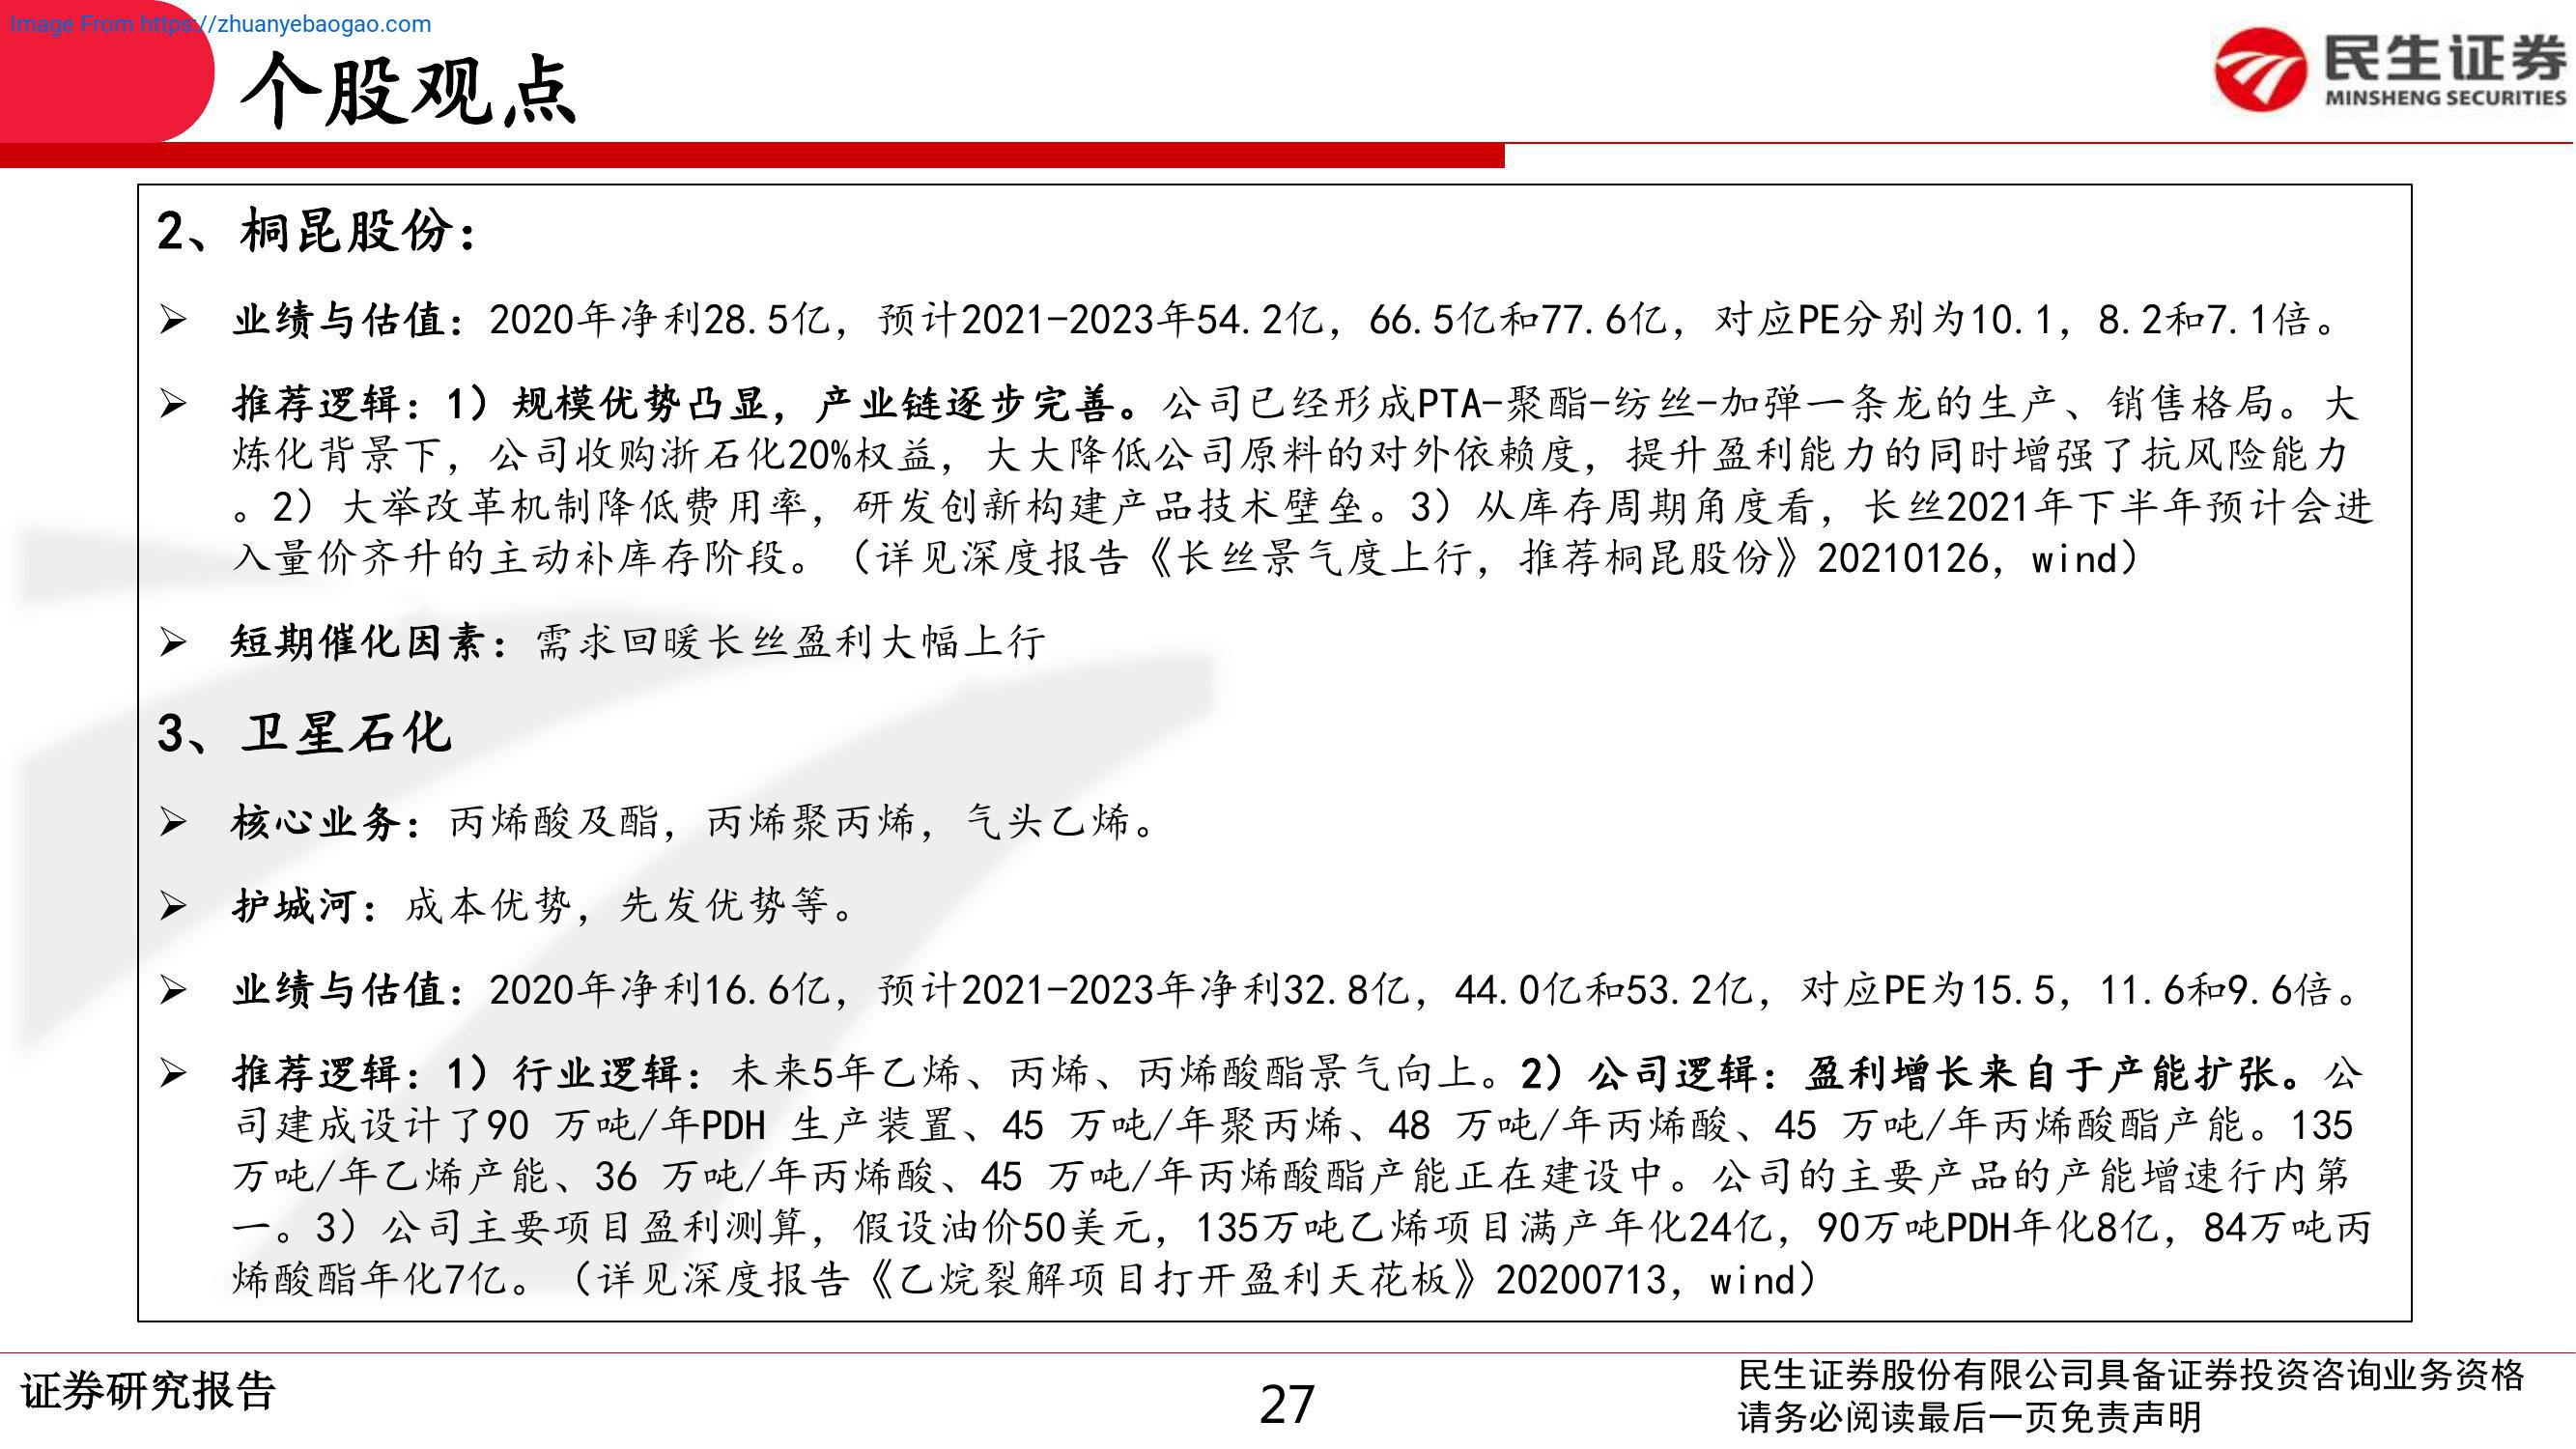 Image From https://zhuanyebaogao.com
个股观点
民生证券
MINSHENG SECURITIES
2、桐昆股份：
➢ 业绩与估值：2020年净利28.5亿，预计2021-2023年54.2亿，66.5亿和77.6亿，对应PE分别为10.1，8.2和7.1倍。
➢ 推荐逻辑：1）规模优势凸显，产业链逐步完善。公司已经形成PTA-聚酯-纺丝-加弹一条龙的生产、销售格局。大
炼化背景下，公司收购浙石化20%权益，大大降低公司原料的对外依赖度，提升盈利能力的同时增强了抗风险能力
。2）大举改革机制降低费用率，研发创新构建产品技术壁垒。3）从库存周期角度看，长丝2021年下半年预计会进
入量价齐升的主动补库存阶段。（详见深度报告《长丝景气度上行，推荐桐昆股份》20210126，wind）
➢ 短期催化因素：需求回暖长丝盈利大幅上行
3、卫星石化
➢ 核心业务：丙烯酸及酯，丙烯聚丙烯，气头乙烯。
➢ 护城河：成本优势，先发优势等。
➢ 业绩与估值：2020年净利16.6亿，预计2021-2023年净利32.8亿，44.0亿和53.2亿，对应PE为15.5，11.6和9.6倍。
➢ 推荐逻辑：1）行业逻辑：未来5年乙烯、丙烯、丙烯酸酯景气向上。2）公司逻辑：盈利增长来自于产能扩张。公
司建成设计了90 万吨/年PDH 生产装置、45 万吨/年聚丙烯、48 万吨/年丙烯酸、45 万吨/年丙烯酸酯产能。135
万吨/年乙烯产能、36 万吨/年丙烯酸、45 万吨/年丙烯酸酯产能正在建设中。公司的主要产品的产能增速行内第
一。3）公司主要项目盈利测算，假设油价50美元，135万吨乙烯项目满产年化24亿，90万吨PDH年化8亿，84万吨丙
烯酸酯年化7亿。（详见深度报告《乙烷裂解项目打开盈利天花板》20200713，wind）
证券研究报告
27
民生证券股份有限公司具备证券投资咨询业务资格
请务必阅读最后一页免责声明